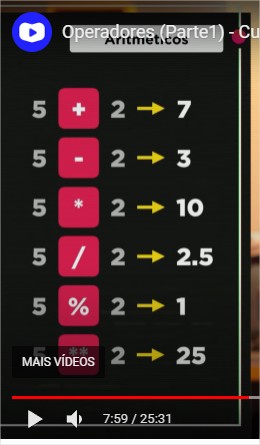 Operadores (Parte1) - Cu
Aritméticos
5 + 2 → 7
5 - 2 → 3
5 * 2 → 10
5 / 2 → 2.5
5 % 2 → 1
5 ** 2 → 25
MAIS VÍDEOS
7:59 / 25:31